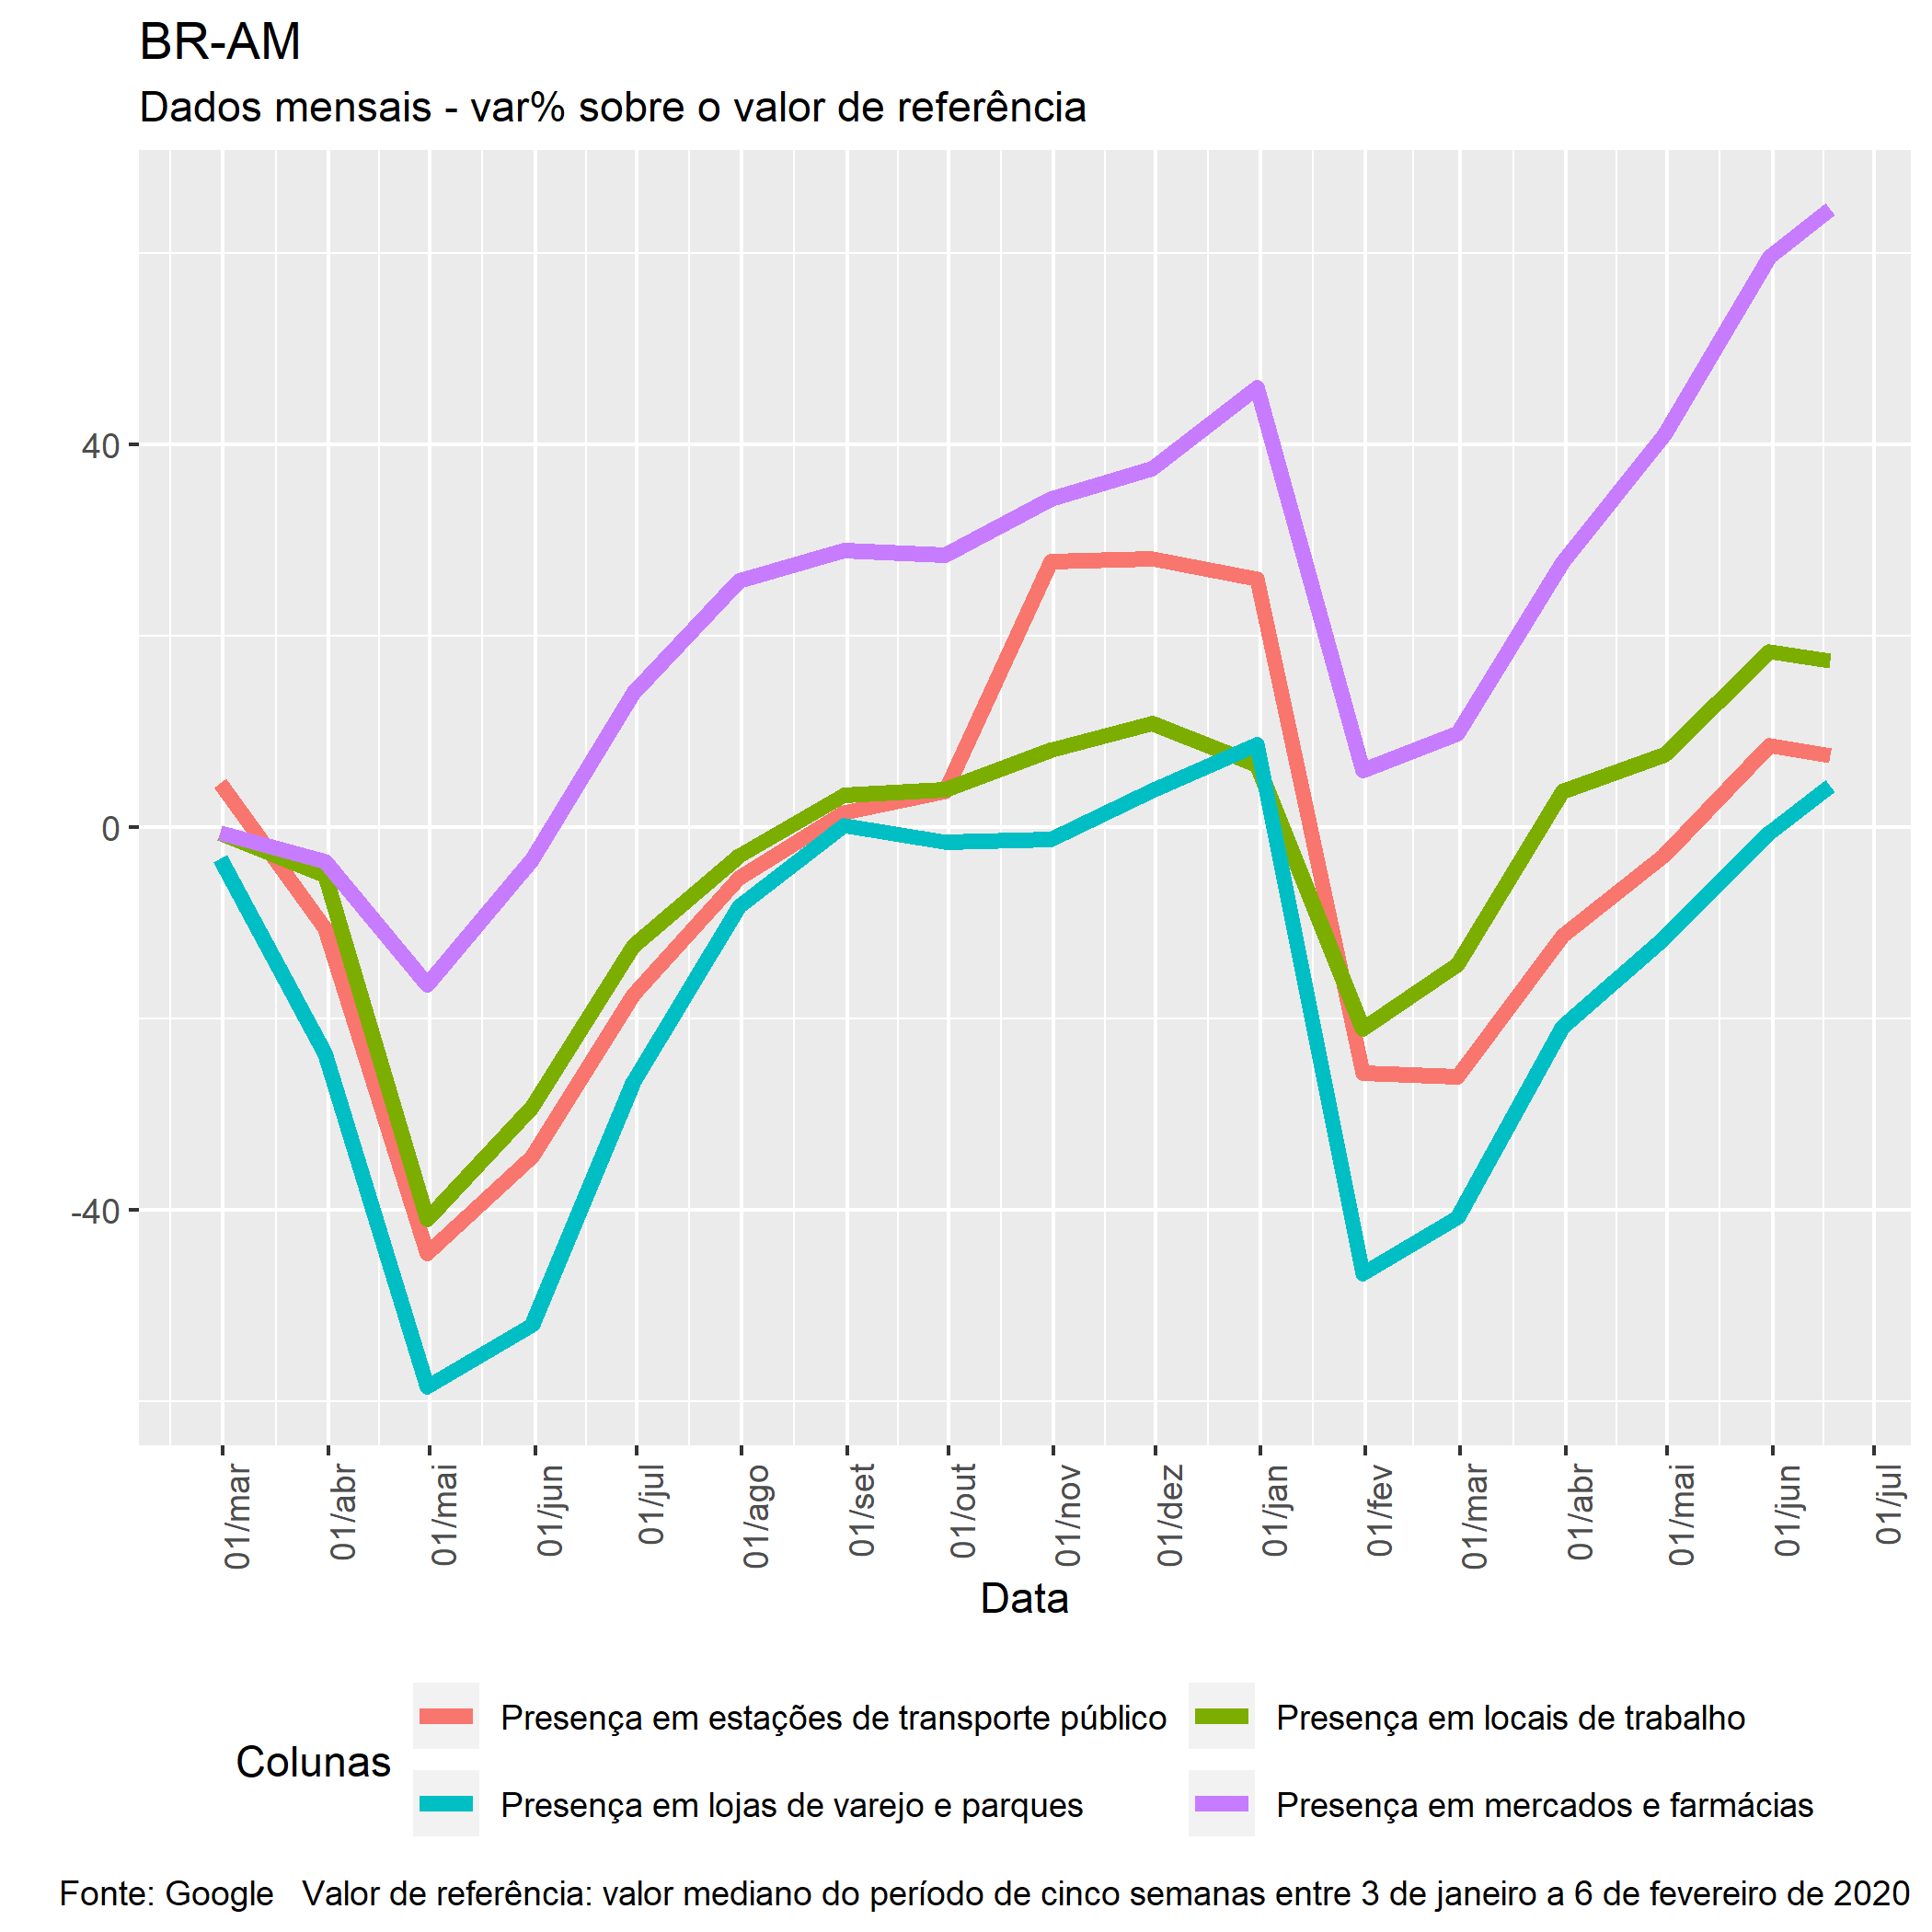 BR-AM
Dados mensais - var% sobre o valor de referência
40
0
-40
01/mar
01/abr
01/mai
01/jun
01/jul
01/ago
01/set
01/out
01/nov
01/dez
01/jan
01/fev
01/mar
01/abr
01/mai
01/jun
01/jul
Data
Colunas
Presença em estações de transporte público
Presença em locais de trabalho
Presença em lojas de varejo e parques
Presença em mercados e farmácias
Fonte: Google   Valor de referência: valor mediano do período de cinco semanas entre 3 de janeiro a 6 de fevereiro de 2020